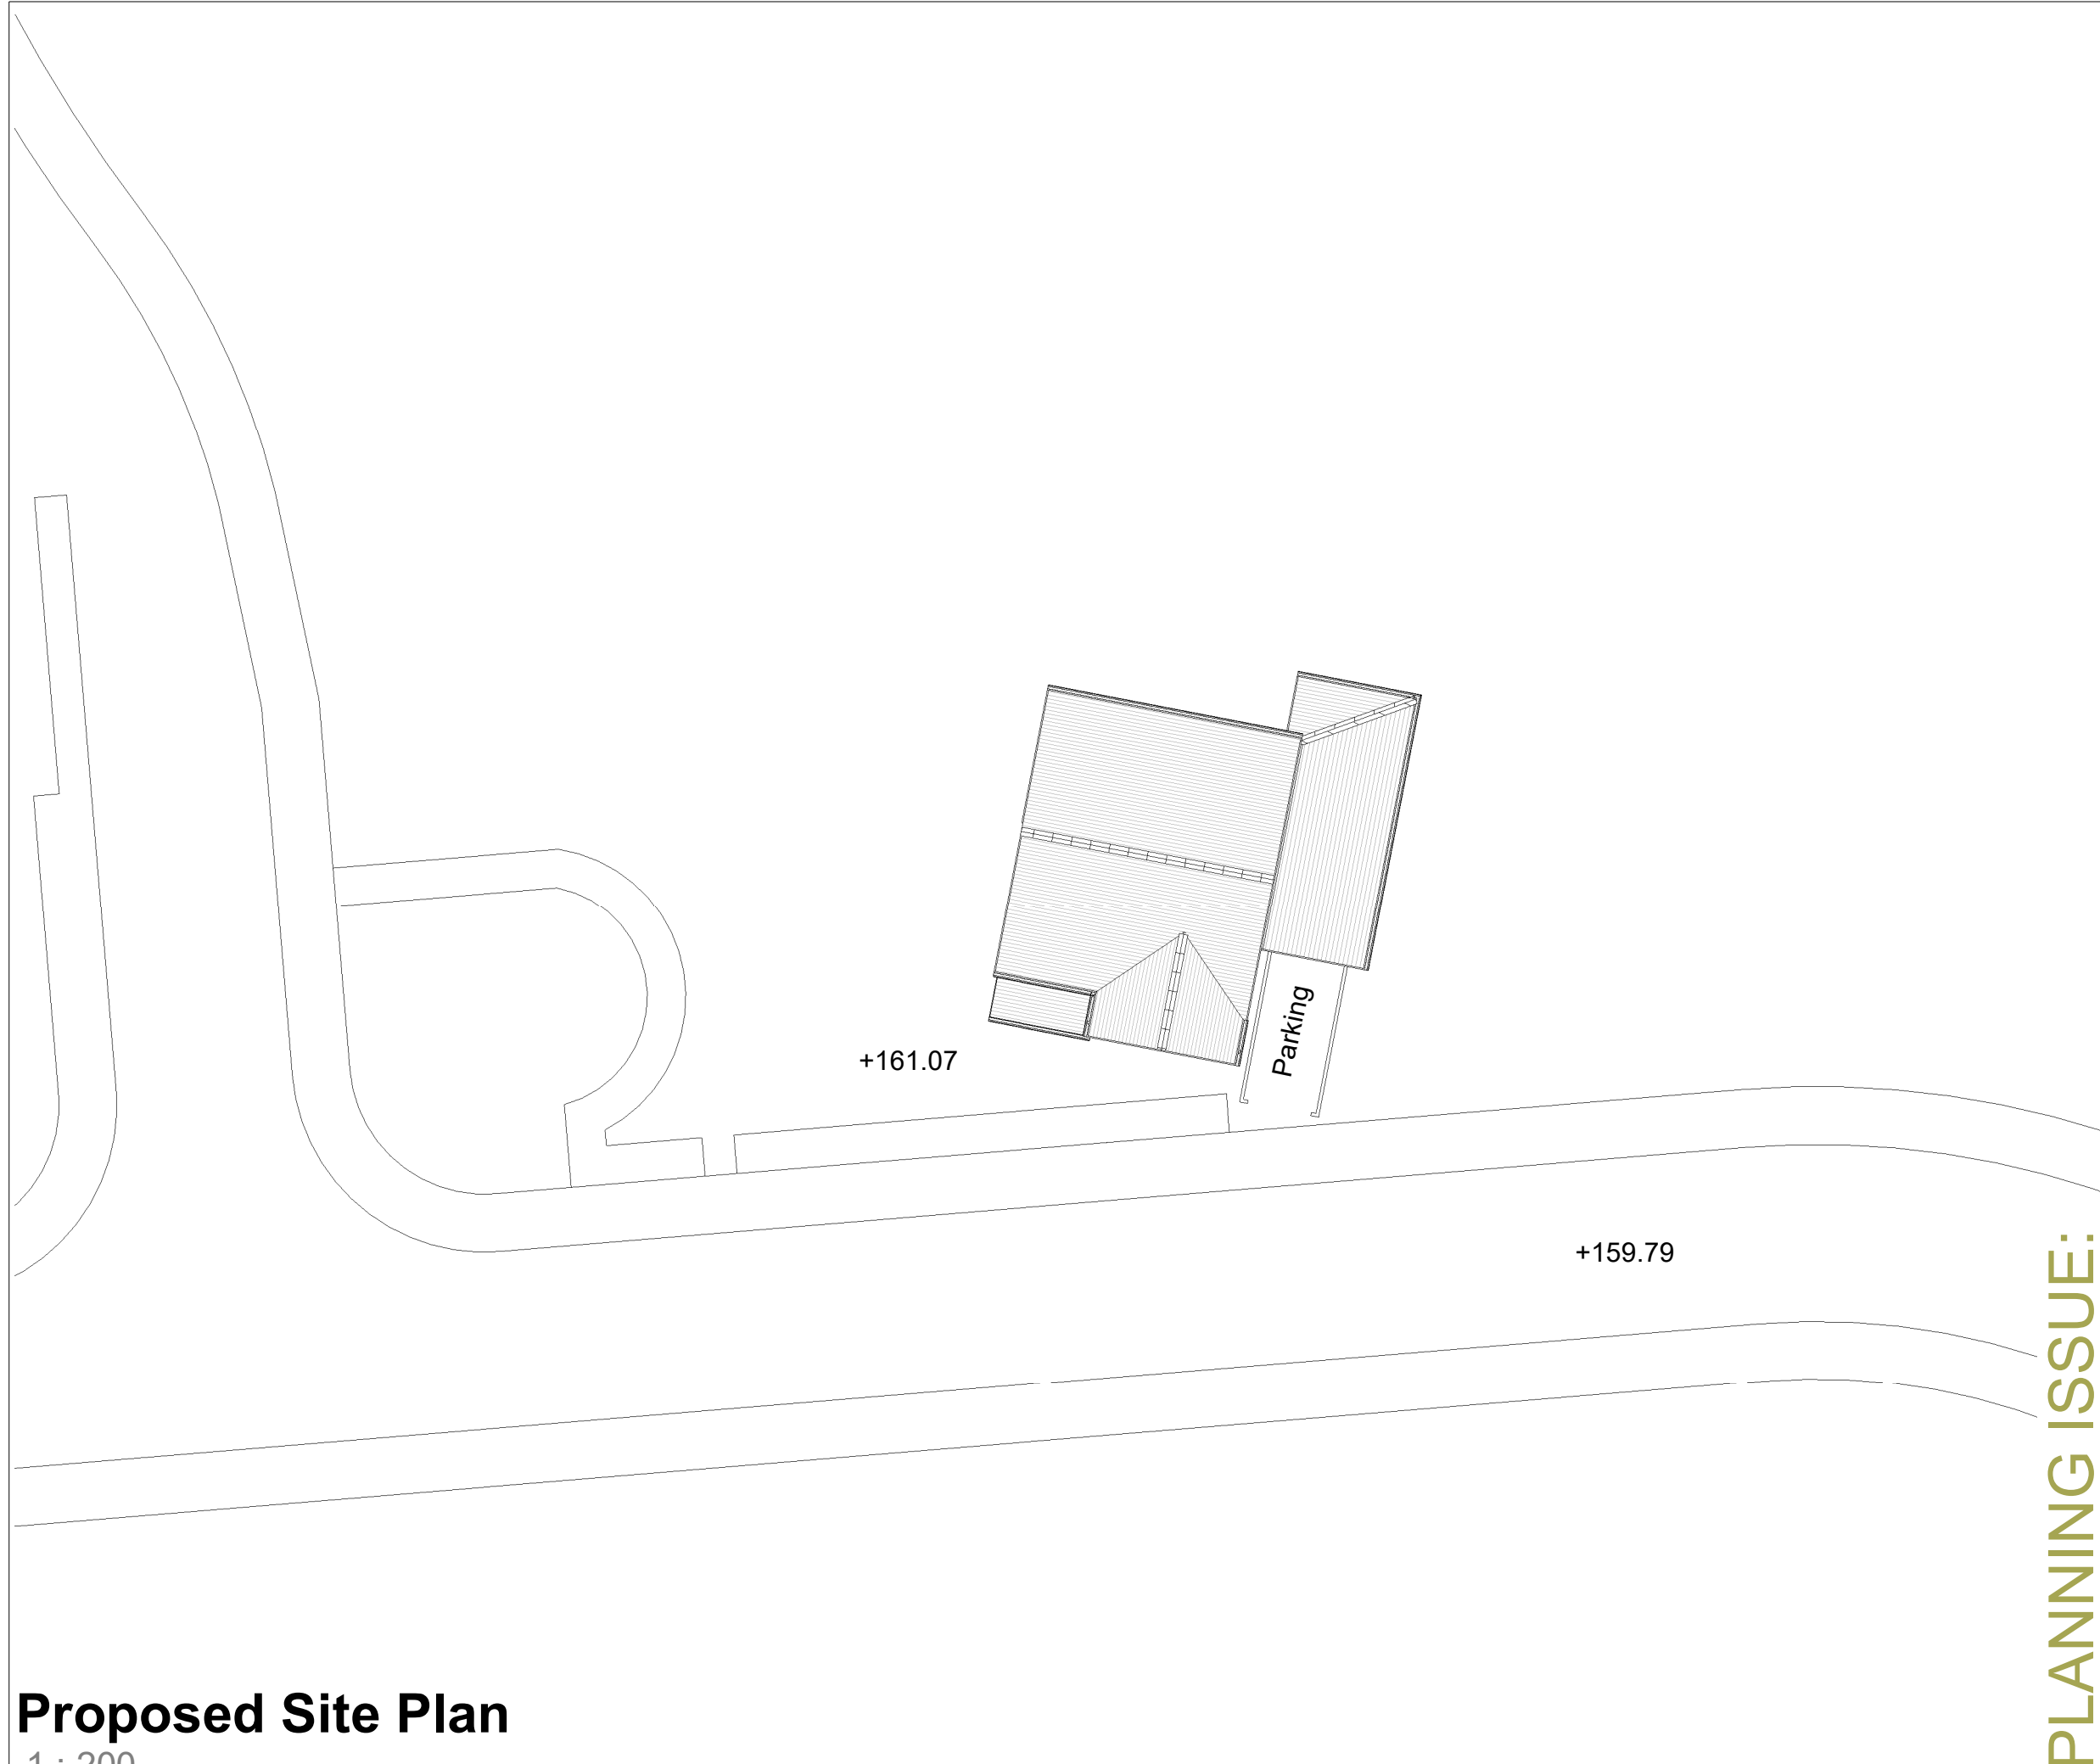 Parking
+161.07
+159.79
PLANNING ISSUE:
Proposed Site Plan
1 : 200